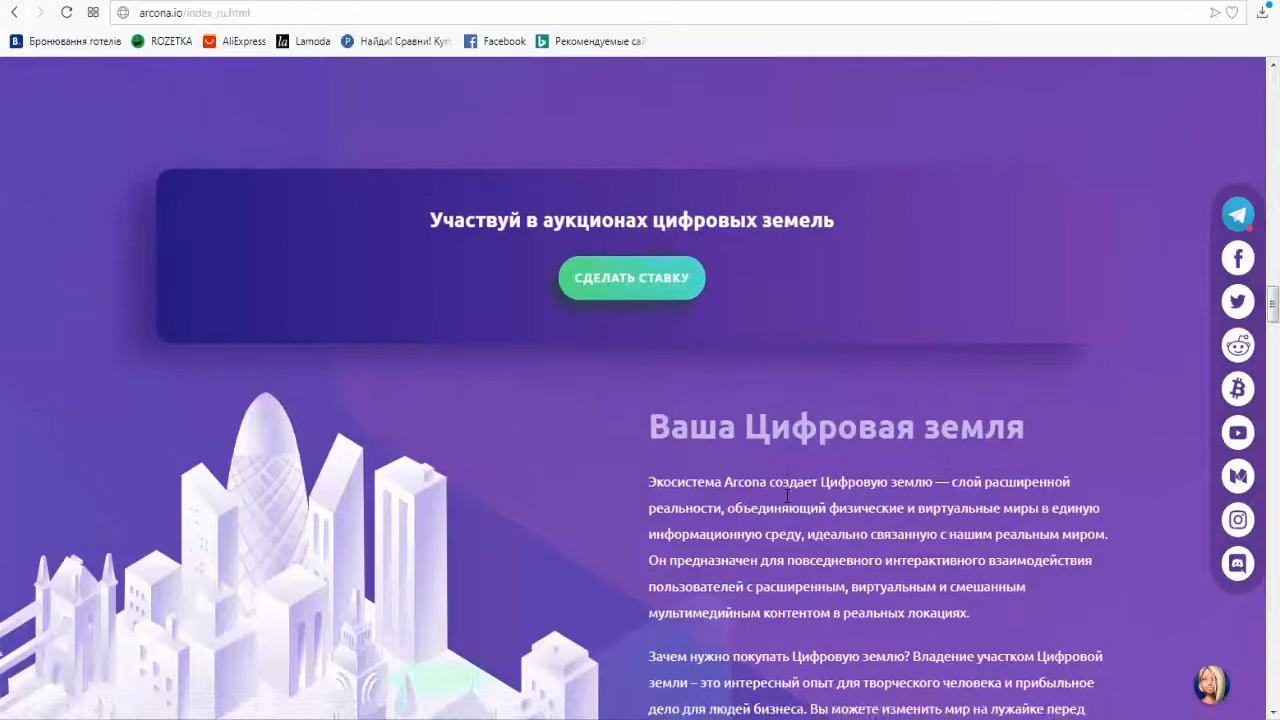 arcona.io/index_ru.html
B. Бронювання готелів ROZETKA AliExpress la Lamoda Найди! Сравни! Куп Facebook Рекомендуемые сай
Участвуй в аукционах цифровых земель
СДЕЛАТЬ СТАВКУ
Ваша Цифровая земля
Экосистема Arcona создает Цифровую землю — слой расширенной
реальности, объединяющий физические и виртуальные миры в единую
информационную среду, идеально связанную с нашим реальным миром.
Он предназначен для повседневного интерактивного взаимодействия
пользователей с расширенным, виртуальным и смешанным
мультимедийным контентом в реальных локациях.
Зачем нужно покупать Цифровую землю? Владение участком Цифровой
земли – это интересный опыт для творческого человека и прибыльное
дело для людей бизнеса. Вы можете изменить мир на лужайке перед